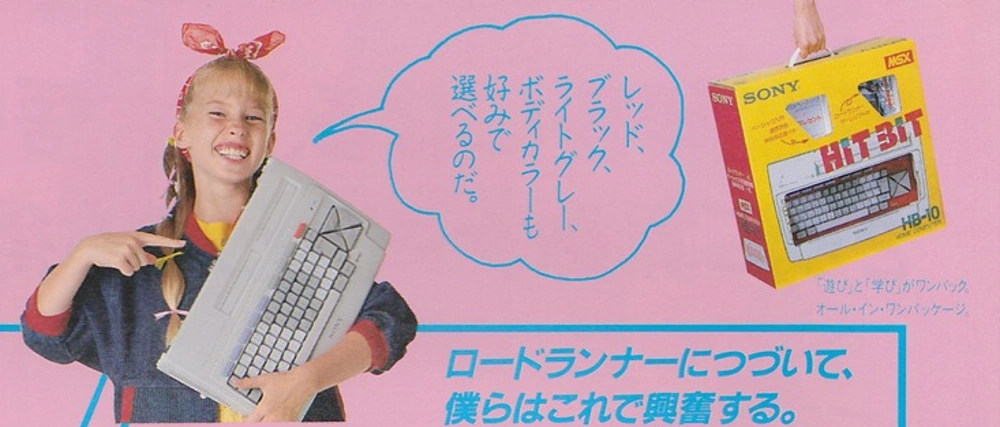 レッド、
ブラック、
ライトグレー、
ボディカラーも
好みで
選べるのだ。
SONY
SONY
MSX
HiT BiT
HB-10
HOME COMPUTER
SONY
「遊び」と「学び」がワンパック。
オール・イン・ワンパッケージ。
ロードランナーにつづいて、
僕らはこれで興奮する。